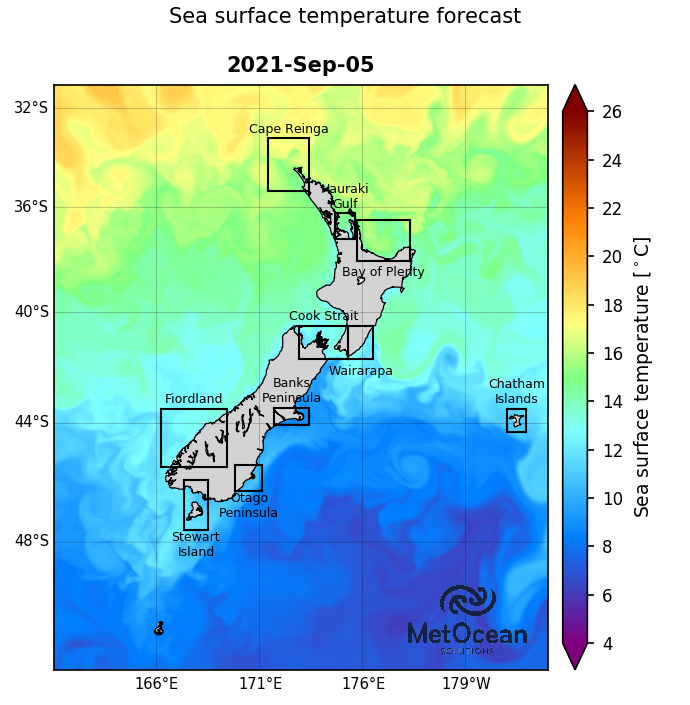 Sea surface temperature forecast
2021-Sep-05
32°S
36°S
40°S
44°S
48°S
Cape Reinga
Hauraki
Gulf
Bay of Plenty
Cook Strait
Wairarapa
Banks
Peninsula
Fiordland
Chatham
Islands
Otago
Peninsula
Stewart
Island
MetOcean
SOLUTIONS
166°E
171°E
176°E
179°W
26
24
22
20
18
16
14
12
10
8
6
4
Sea surface temperature [°C]